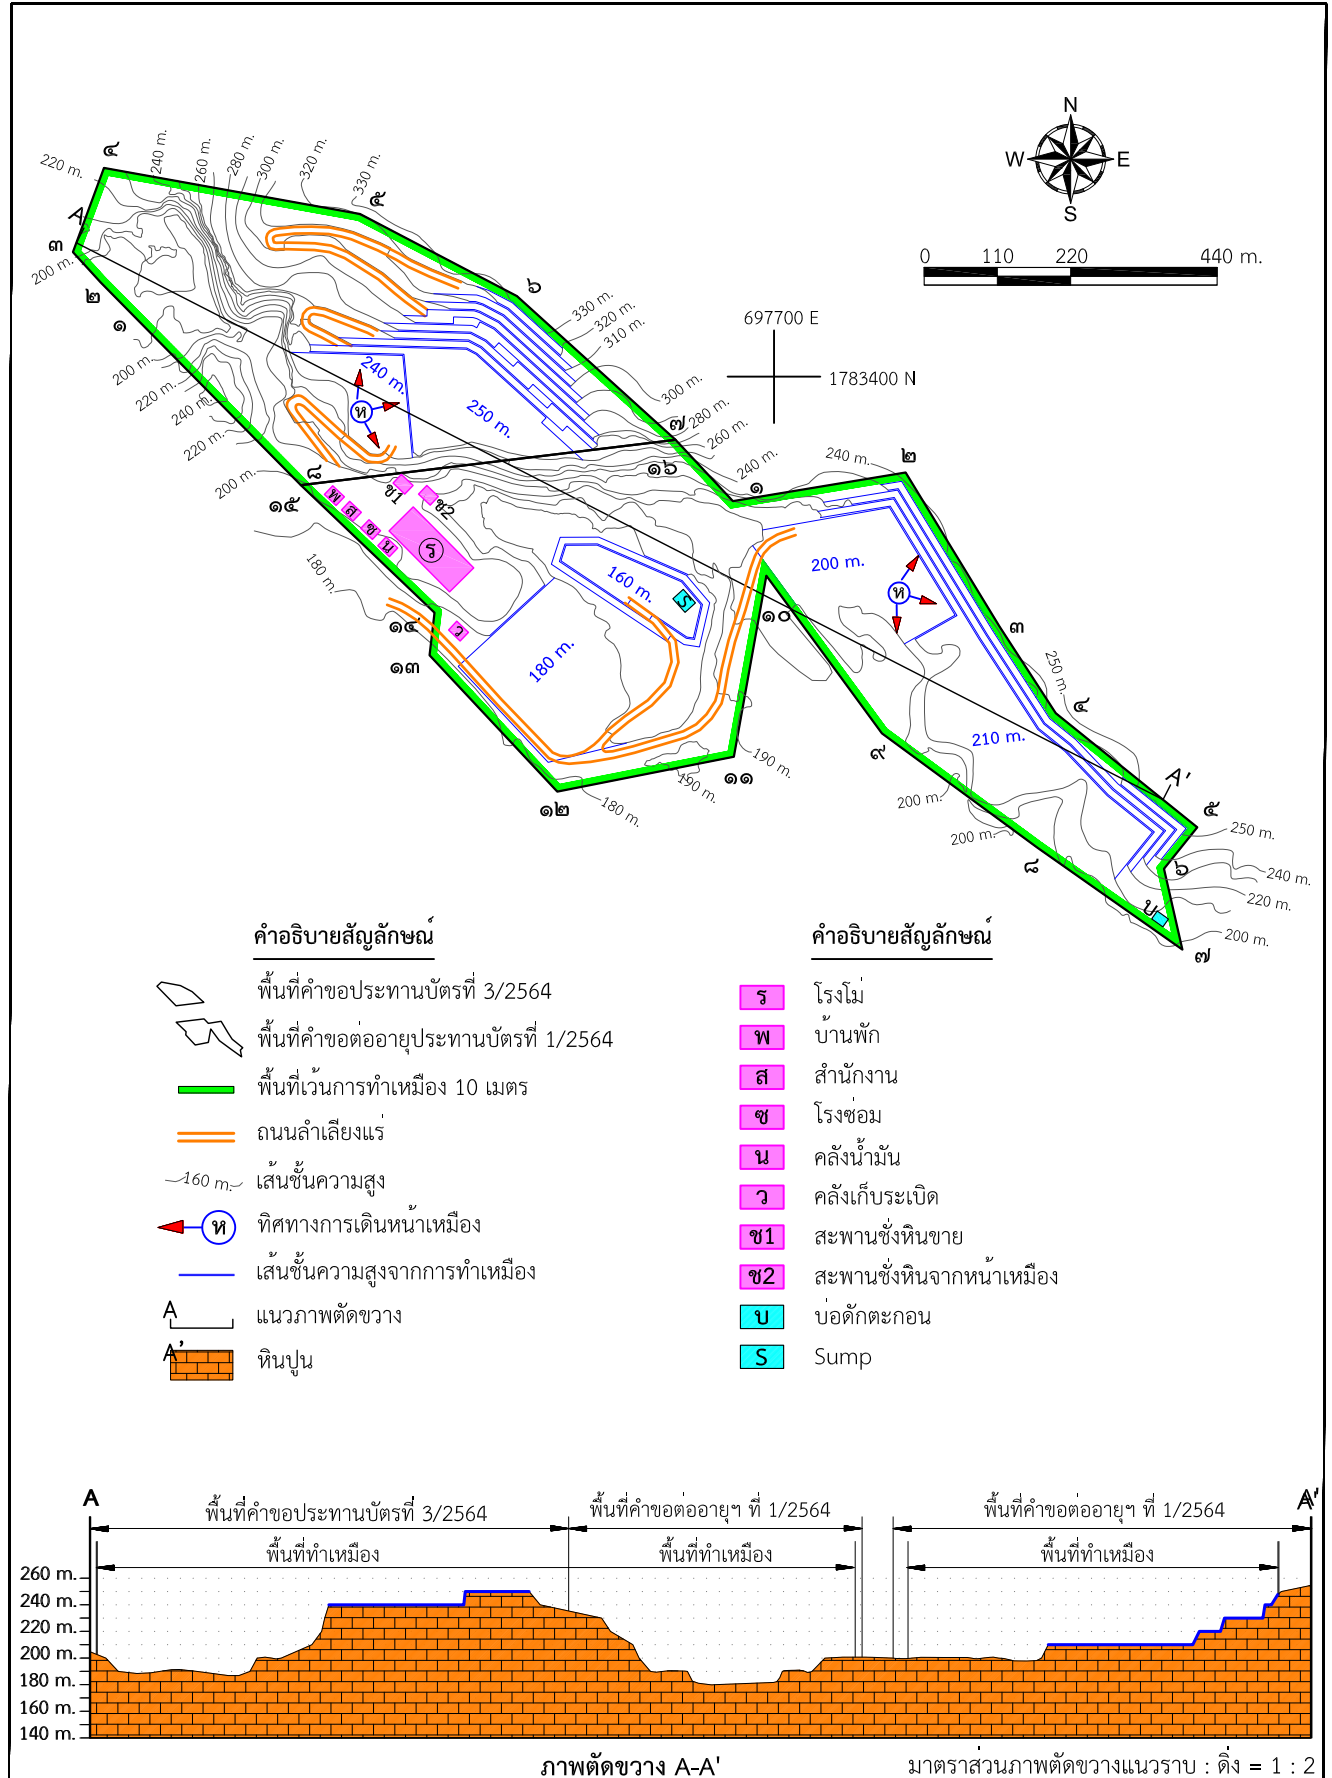 N
W
E
S
0 110 220 440 m.
697700 E
1783400 N
220 m.
๔
240 m.
260 m.
280 m.
300 m.
320 m.
330 m.
๕
A
๓
200 m.
๒
๑
๖
330 m.
320 m.
310 m.
200 m.
220 m.
240 m.
220 m.
200 m.
240 m.
250 m.
ห
300 m.
๗
280 m.
260 m.
๑๖
240 m.
๑
240 m.
๒
๘
๑๕
ช1
ช2
พ
ส
ซ
น
ร
180 m.
๑๔
๑๓
ว
160 m.
S
180 m.
200 m.
ห
๑๐
๓
250 m.
๔
210 m.
A'
๙
190 m.
190 m.
๑๑
180 m.
๑๒
200 m.
200 m.
๘
๕
250 m.
๖
240 m.
220 m.
บ
200 m.
๗
คำอธิบายสัญลักษณ์
พื้นที่คำขอประทานบัตรที่ 3/2564
พื้นที่คำขอต่ออายุประทานบัตรที่ 1/2564
พื้นที่เว้นการทำเหมือง 10 เมตร
ถนนลำเลียงแร่
160 m. เส้นชั้นความสูง
ห ทิศทางการเดินหน้าเหมือง
เส้นชั้นความสูงจากการทำเหมือง
A A' แนวภาพตัดขวาง
หินปูน
คำอธิบายสัญลักษณ์
ร โรงโม่
พ บ้านพัก
ส สำนักงาน
ซ โรงซ่อม
น คลังน้ำมัน
ว คลังเก็บระเบิด
ช1 สะพานชั่งหินขาย
ช2 สะพานชั่งหินจากหน้าเหมือง
บ บ่อดักตะกอน
S Sump
A A'
พื้นที่คำขอประทานบัตรที่ 3/2564 พื้นที่คำขอต่ออายุฯ ที่ 1/2564 พื้นที่คำขอต่ออายุฯ ที่ 1/2564
พื้นที่ทำเหมือง พื้นที่ทำเหมือง พื้นที่ทำเหมือง
260 m.
240 m.
220 m.
200 m.
180 m.
160 m.
140 m.
ภาพตัดขวาง A-A'
มาตราส่วนภาพตัดขวางแนวราบ : ดิ่ง = 1 : 2